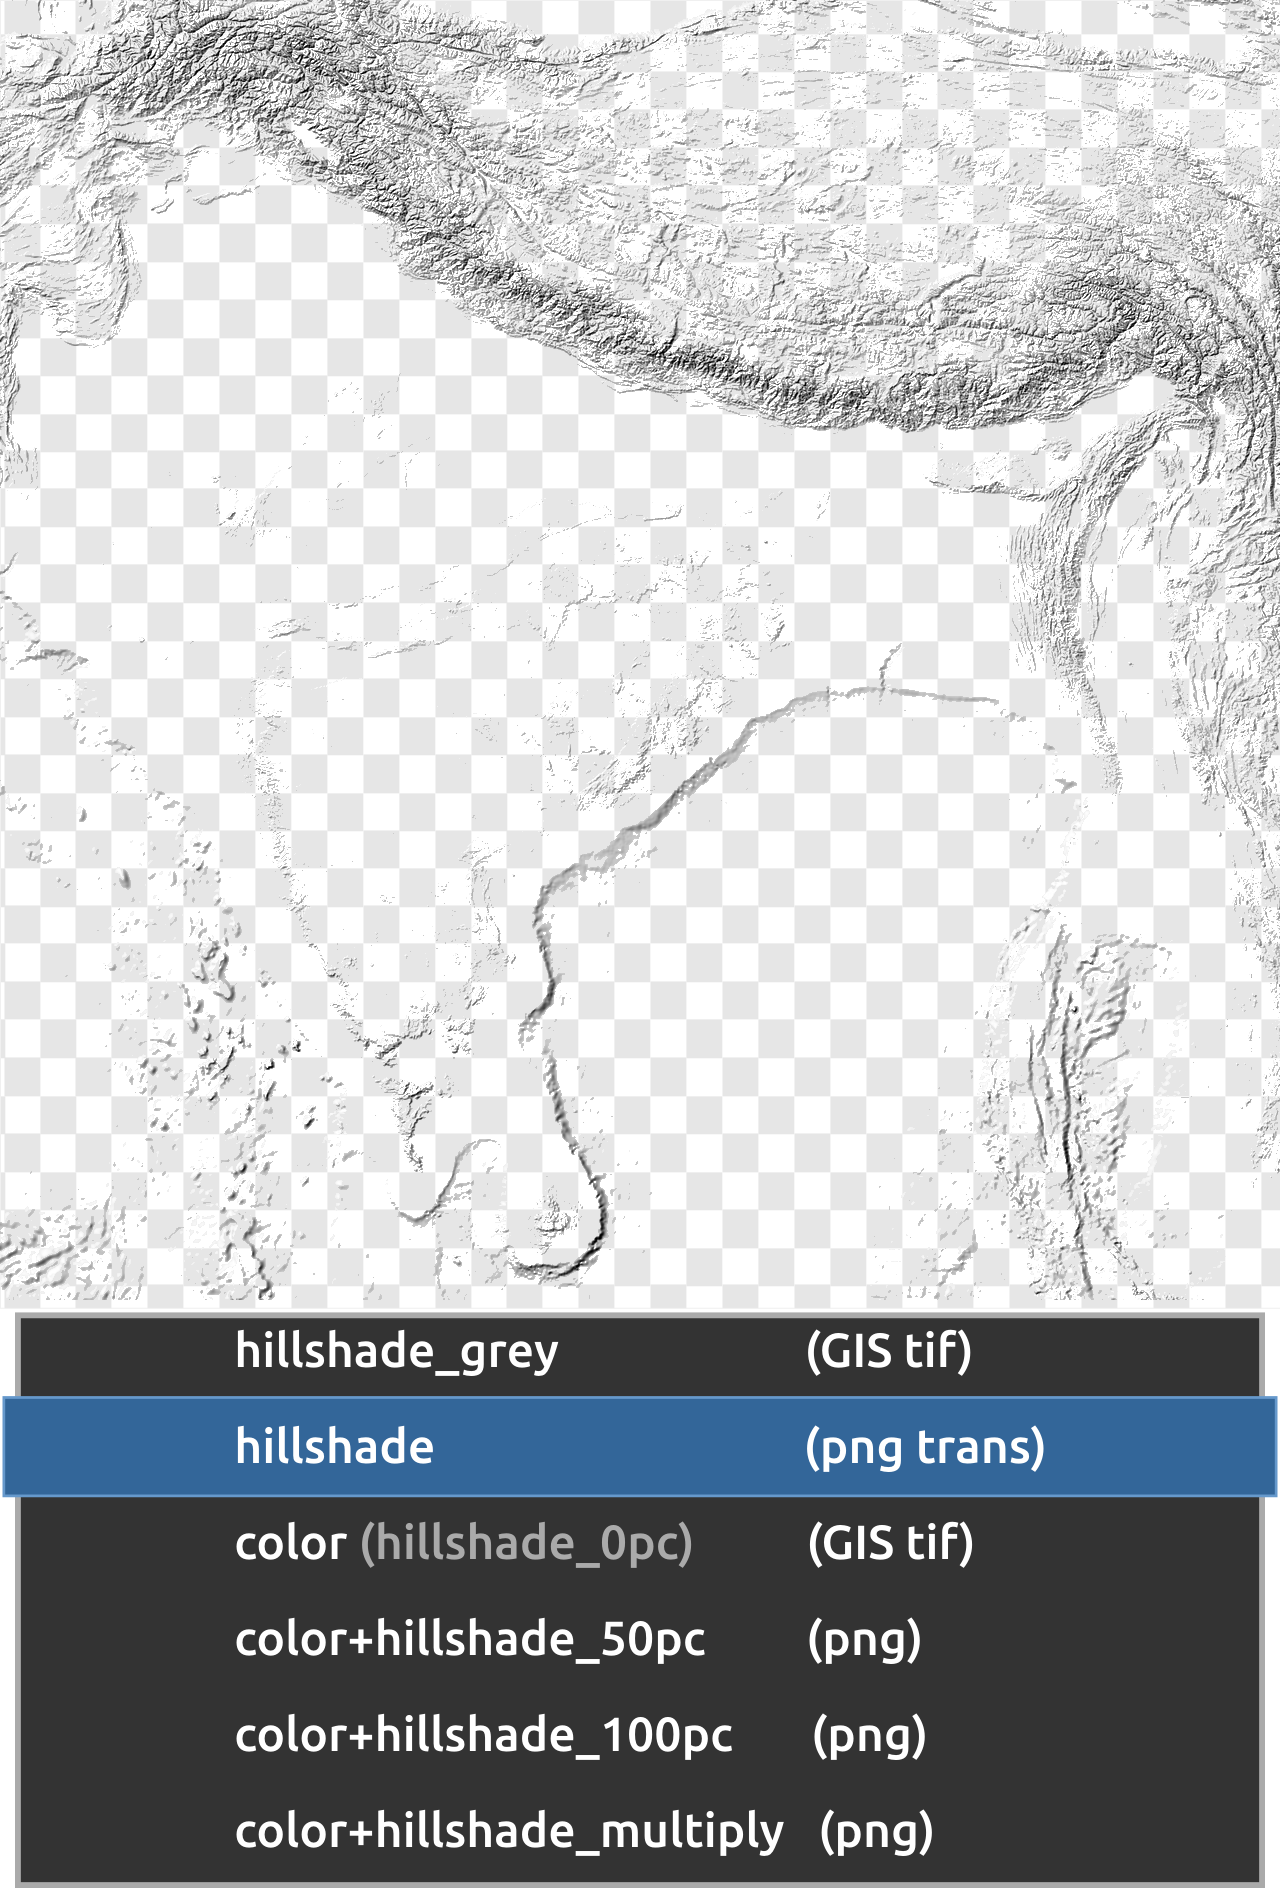 hillshade_grey (GIS tif)
hillshade (png trans)
color (hillshade_0pc) (GIS tif)
color+hillshade_50pc (png)
color+hillshade_100pc (png)
color+hillshade_multiply (png)